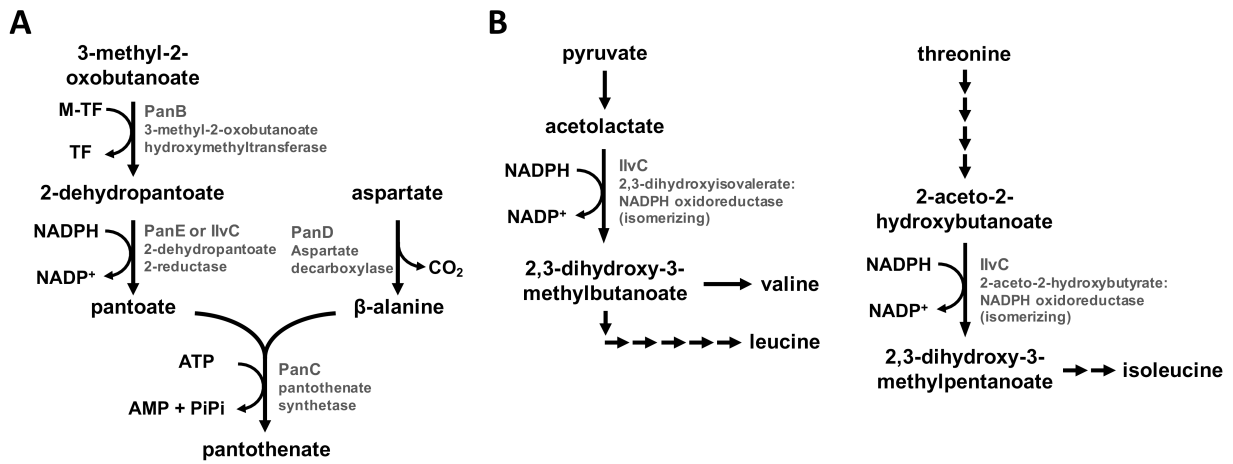 A
3-methyl-2-
oxobutanoate
M-TF
TF
PanB
3-methyl-2-oxobutanoate
hydroxymethyltransferase
2-dehydropantoate
aspartate
NADPH
NADP⁺
PanE or IlvC
2-dehydropantoate
2-reductase
PanD
Aspartate
decarboxylase
CO₂
pantoate
β-alanine
ATP
AMP + PiPi
PanC
pantothenate
synthetase
pantothenate
B
pyruvate
acetolactate
NADPH
NADP⁺
IlvC
2,3-dihydroxyisovalerate:
NADPH oxidoreductase
(isomerizing)
2,3-dihydroxy-3-
methylbutanoate
valine
leucine
threonine
2-aceto-2-
hydroxybutanoate
NADPH
NADP⁺
IlvC
2-aceto-2-hydroxybutyrate:
NADPH oxidoreductase
(isomerizing)
2,3-dihydroxy-3-
methylpentanoate
isoleucine